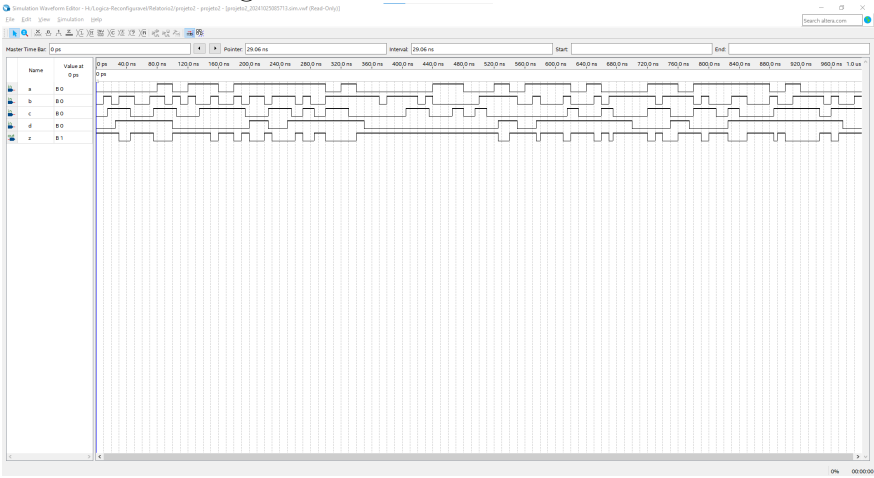 Simulation Waveform Editor - H:/Logica-Reconfiguravel/Relatorio2/projeto2 - projeto2 - [projeto2_20241025085713.sim.vwf (Read-Only)]
File Edit View Simulation Help
Search altera.com
Master Time Bar: 0 ps Pointer: 29.06 ns Interval: 29.06 ns Start: End:
Name Value at 0 ps
0 ps 40.0 ns 80.0 ns 120.0 ns 160.0 ns 200.0 ns 240.0 ns 280.0 ns 320.0 ns 360.0 ns 400.0 ns 440.0 ns 480.0 ns 520.0 ns 560.0 ns 600.0 ns 640.0 ns 680.0 ns 720.0 ns 760.0 ns 800.0 ns 840.0 ns 880.0 ns 920.0 ns 960.0 ns 1.0 us
0 ps
a B 0
b B 0
c B 0
d B 0
s B 1
0% 00:00:00